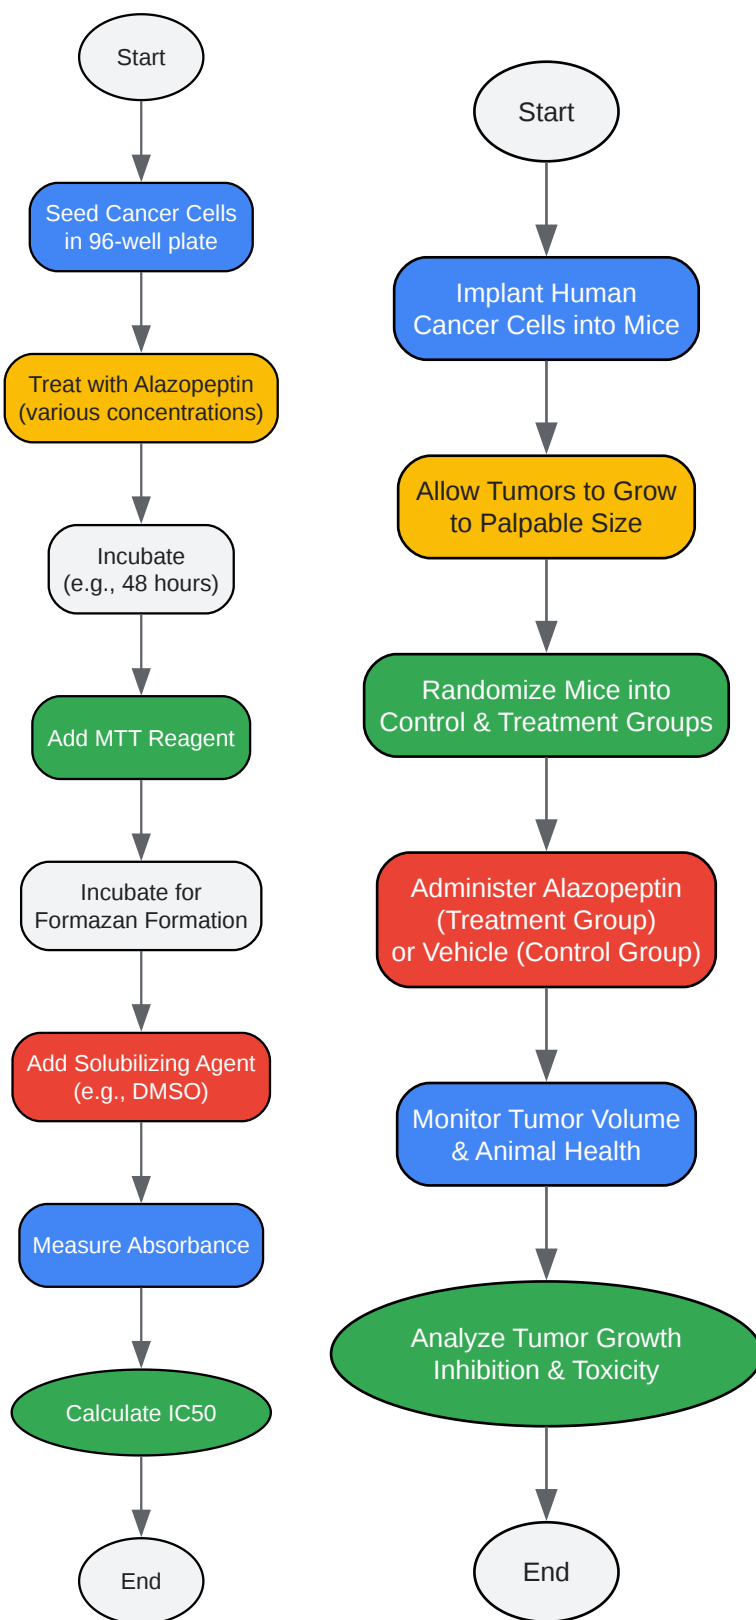 Start
Seed Cancer Cells
in 96-well plate
Treat with Alazopeptin
(various concentrations)
Incubate
(e.g., 48 hours)
Add MTT Reagent
Incubate for
Formazan Formation
Add Solubilizing Agent
(e.g., DMSO)
Measure Absorbance
Calculate IC50
End
Start
Implant Human
Cancer Cells into Mice
Allow Tumors to Grow
to Palpable Size
Randomize Mice into
Control & Treatment Groups
Administer Alazopeptin
(Treatment Group)
or Vehicle (Control Group)
Monitor Tumor Volume
& Animal Health
Analyze Tumor Growth
Inhibition & Toxicity
End